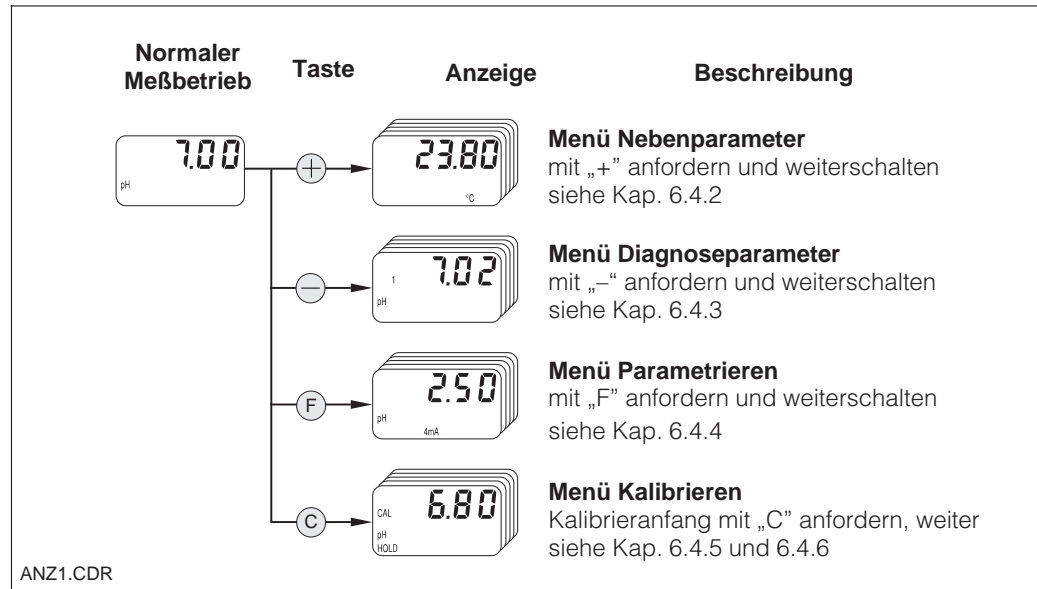 Normaler
Meßbetrieb
Taste
Anzeige
Beschreibung
7.00
pH
+
23.80
°C
Menü Nebenparameter
mit „+” anfordern und weiterschalten
siehe Kap. 6.4.2
−
1
7.02
pH
Menü Diagnoseparameter
mit „−“ anfordern und weiterschalten
siehe Kap. 6.4.3
F
2.50
pH
4mA
Menü Parametrieren
mit „F” anfordern und weiterschalten
siehe Kap. 6.4.4
C
CAL
6.80
pH
HOLD
Menü Kalibrieren
Kalibrieranfang mit „C” anfordern, weiter
siehe Kap. 6.4.5 und 6.4.6
ANZ1.CDR